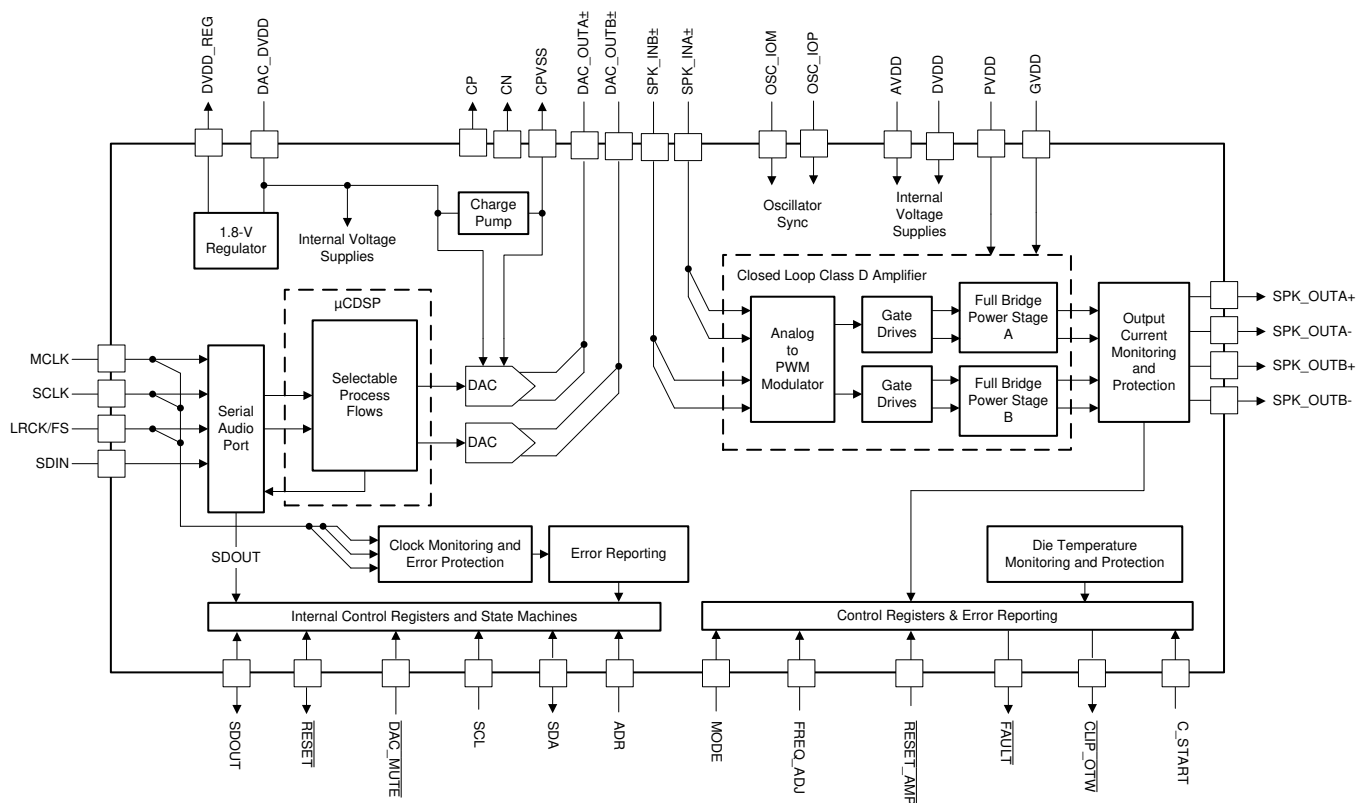 DVDD_REG
DAC_DVDD
CP
CN
CPVSS
DAC_OUTA±
DAC_OUTB±
SPK_INB±
SPK_INA±
OSC_IOM
OSC_IOP
AVDD
DVDD
PVDD
GVDD
1.8-V
Regulator
Internal Voltage
Supplies
Charge
Pump
Oscillator
Sync
Internal
Voltage
Supplies
Closed Loop Class D Amplifier
µCDSP
MCLK
SCLK
LRCK/FS
SDIN
Serial
Audio
Port
Selectable
Process
Flows
DAC
DAC
Analog
to
PWM
Modulator
Gate
Drives
Full Bridge
Power Stage
A
Gate
Drives
Full Bridge
Power Stage
B
Output
Current
Monitoring
and
Protection
SPK_OUTA+
SPK_OUTA-
SPK_OUTB+
SPK_OUTB-
SDOUT
Clock Monitoring and
Error Protection
Error Reporting
Die Temperature
Monitoring and Protection
Internal Control Registers and State Machines
Control Registers & Error Reporting
SDOUT
RESET
DAC_MUTE
SCL
SDA
ADR
MODE
FREQ_ADJ
RESET_AMP
FAULT
CLIP_OTW
C_START